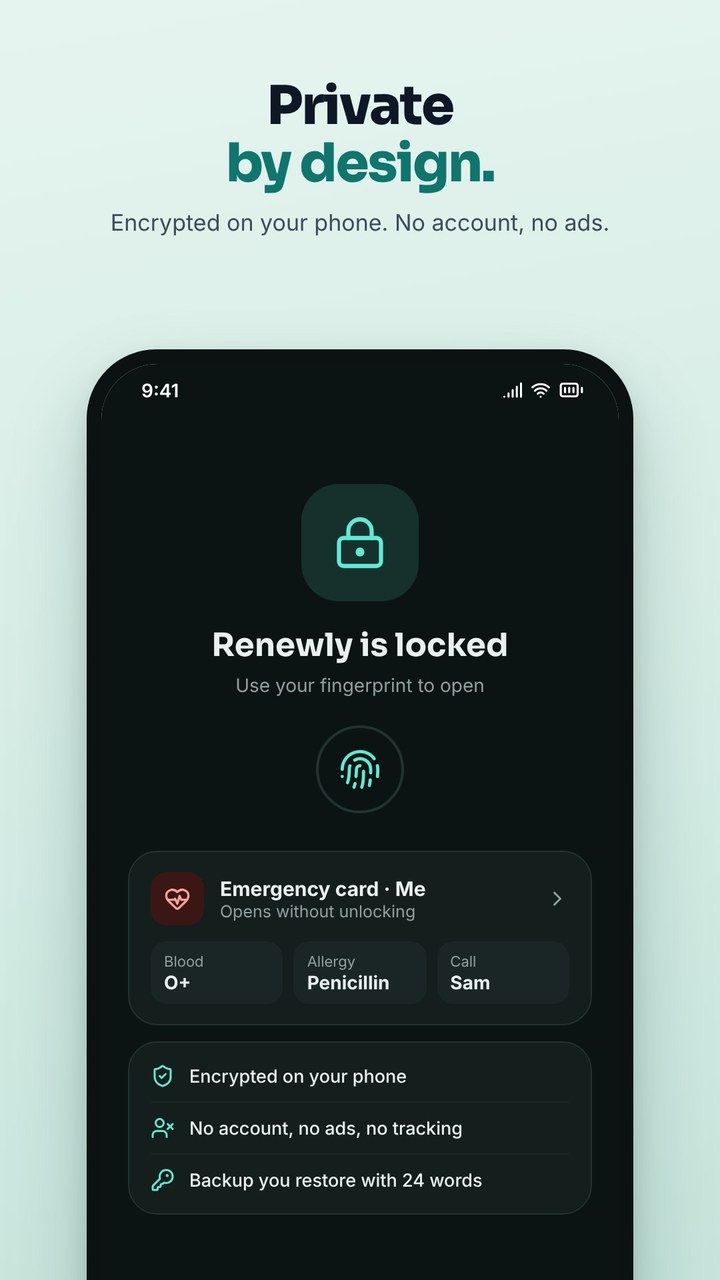 Private
by design.
Encrypted on your phone. No account, no ads.
9:41
Renewly is locked
Use your fingerprint to open
Emergency card · Me
Opens without unlocking
Blood
O+
Allergy
Penicillin
Call
Sam
Encrypted on your phone
No account, no ads, no tracking
Backup you restore with 24 words